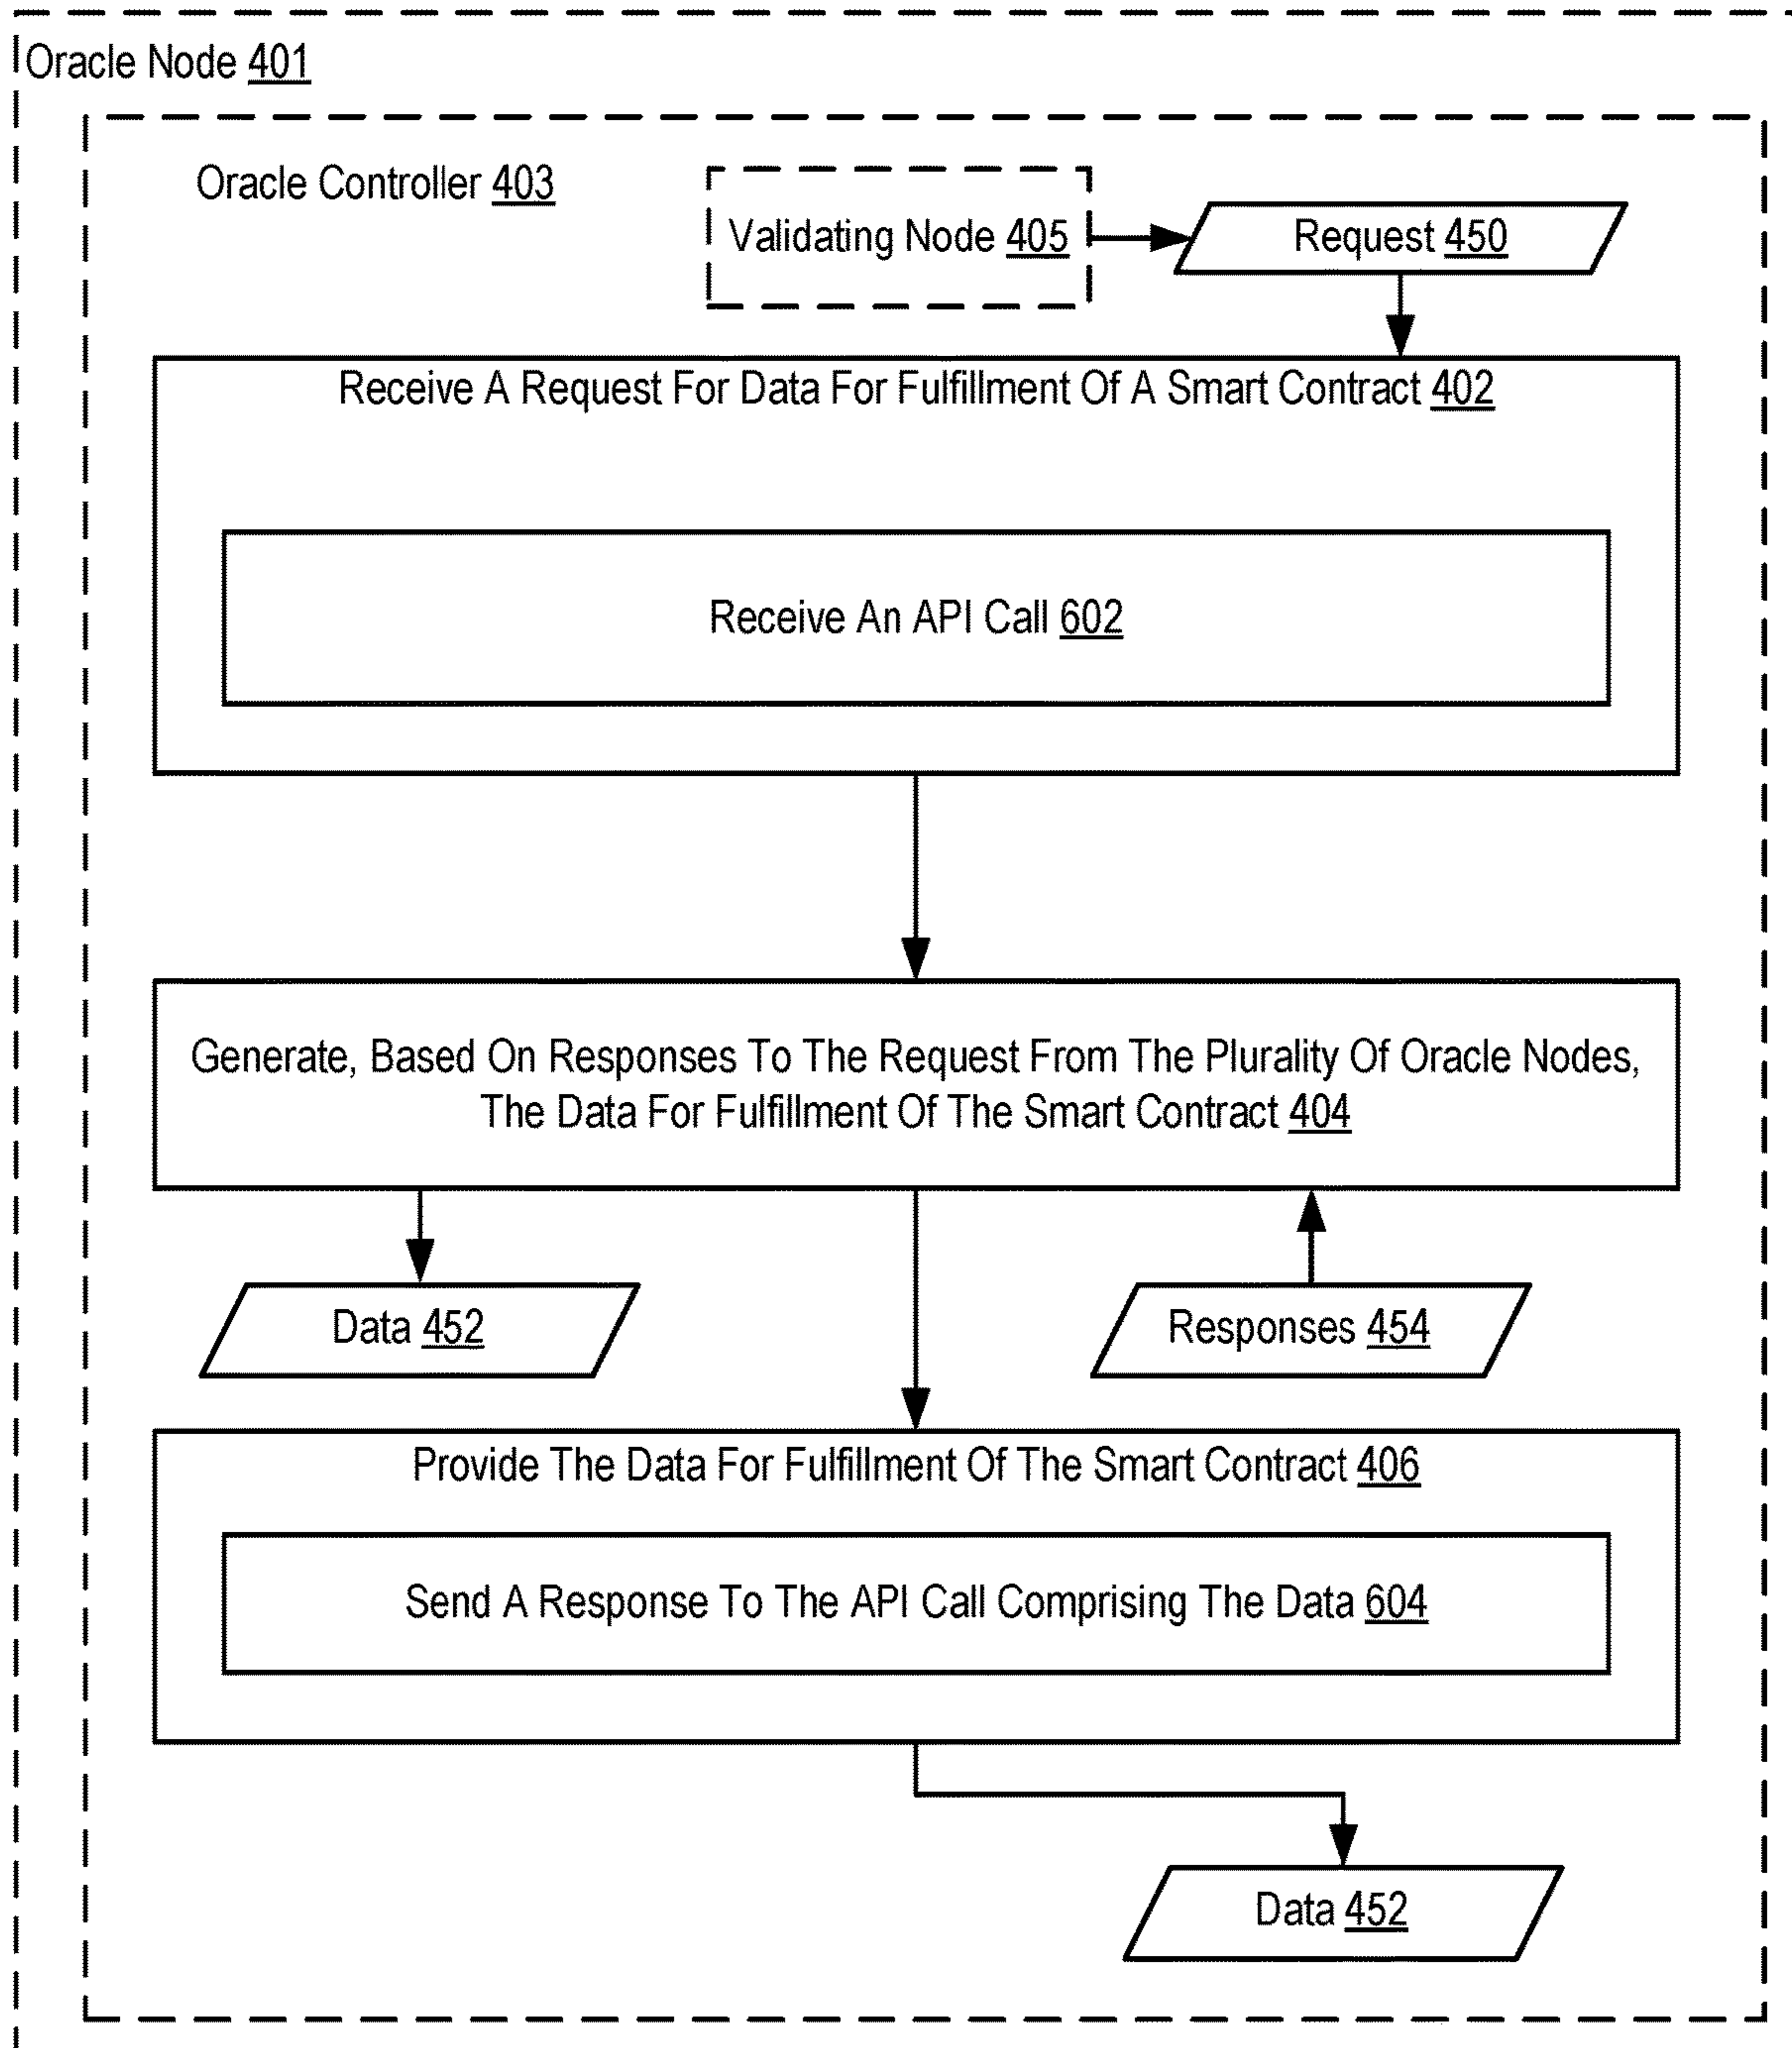 Oracle Node 401
Oracle Controller 403
Validating Node 405
Request 450
Receive A Request For Data For Fulfillment Of A Smart Contract 402
Receive An API Call 602
Generate, Based On Responses To The Request From The Plurality Of Oracle Nodes,
The Data For Fulfillment Of The Smart Contract 404
Data 452
Responses 454
Provide The Data For Fulfillment Of The Smart Contract 406
Send A Response To The API Call Comprising The Data 604
Data 452